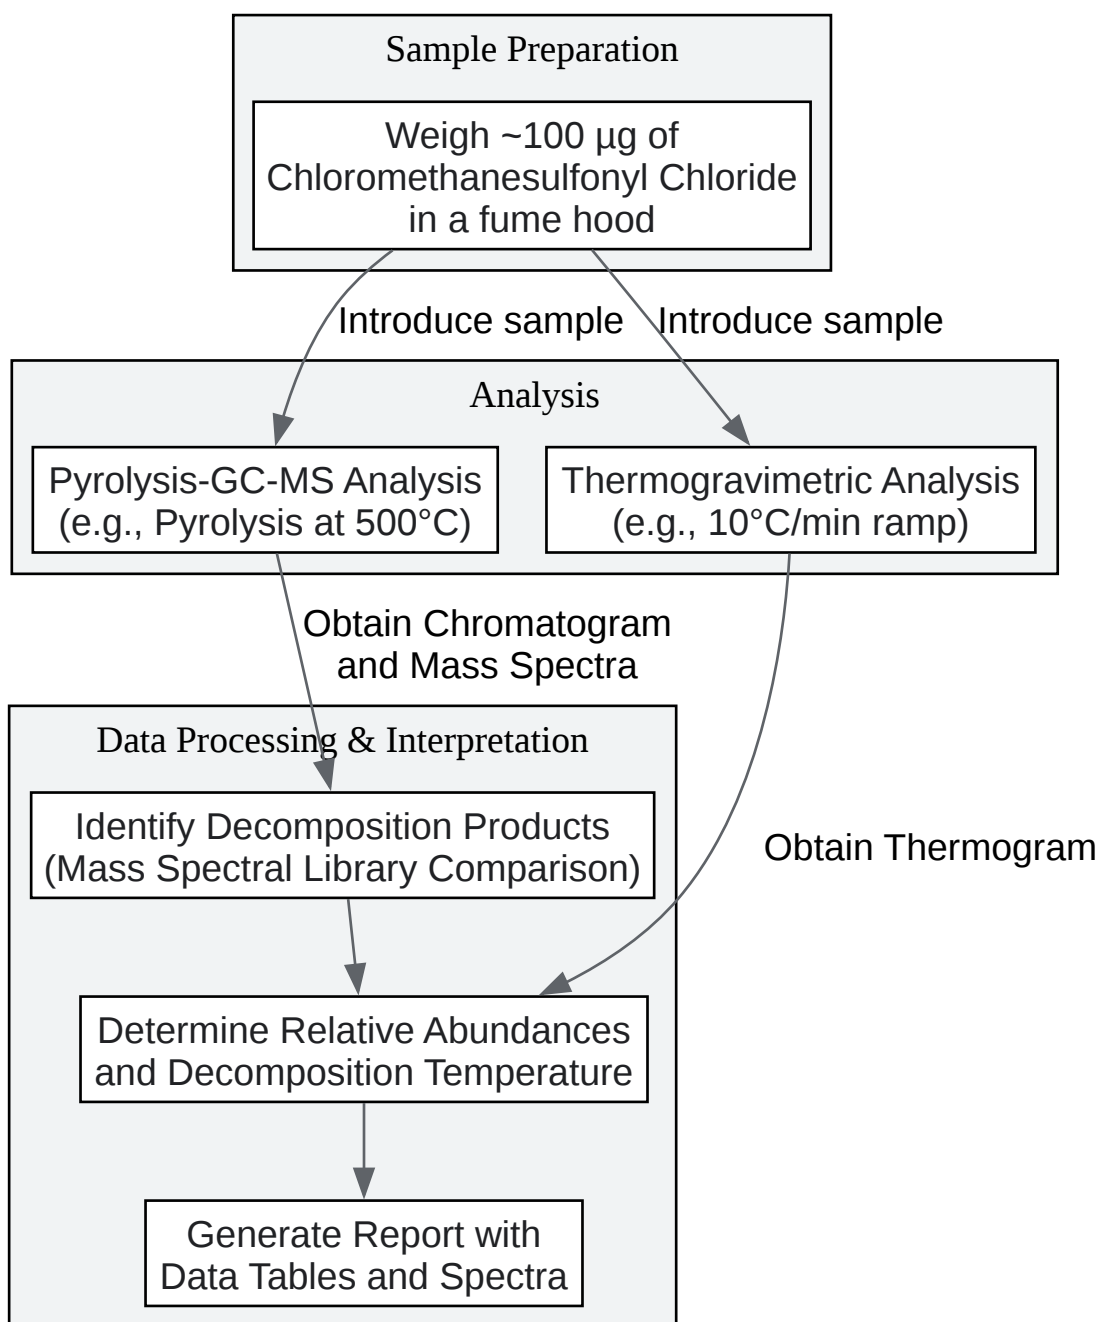 Sample Preparation
Weigh ~100 µg of
Chloromethanesulfonyl Chloride
in a fume hood
Introduce sample
Introduce sample
Analysis
Pyrolysis-GC-MS Analysis
(e.g., Pyrolysis at 500°C)
Thermogravimetric Analysis
(e.g., 10°C/min ramp)
Obtain Chromatogram
and Mass Spectra
Data Processing & Interpretation
Identify Decomposition Products
(Mass Spectral Library Comparison)
Obtain Thermogram
Determine Relative Abundances
and Decomposition Temperature
Generate Report with
Data Tables and Spectra